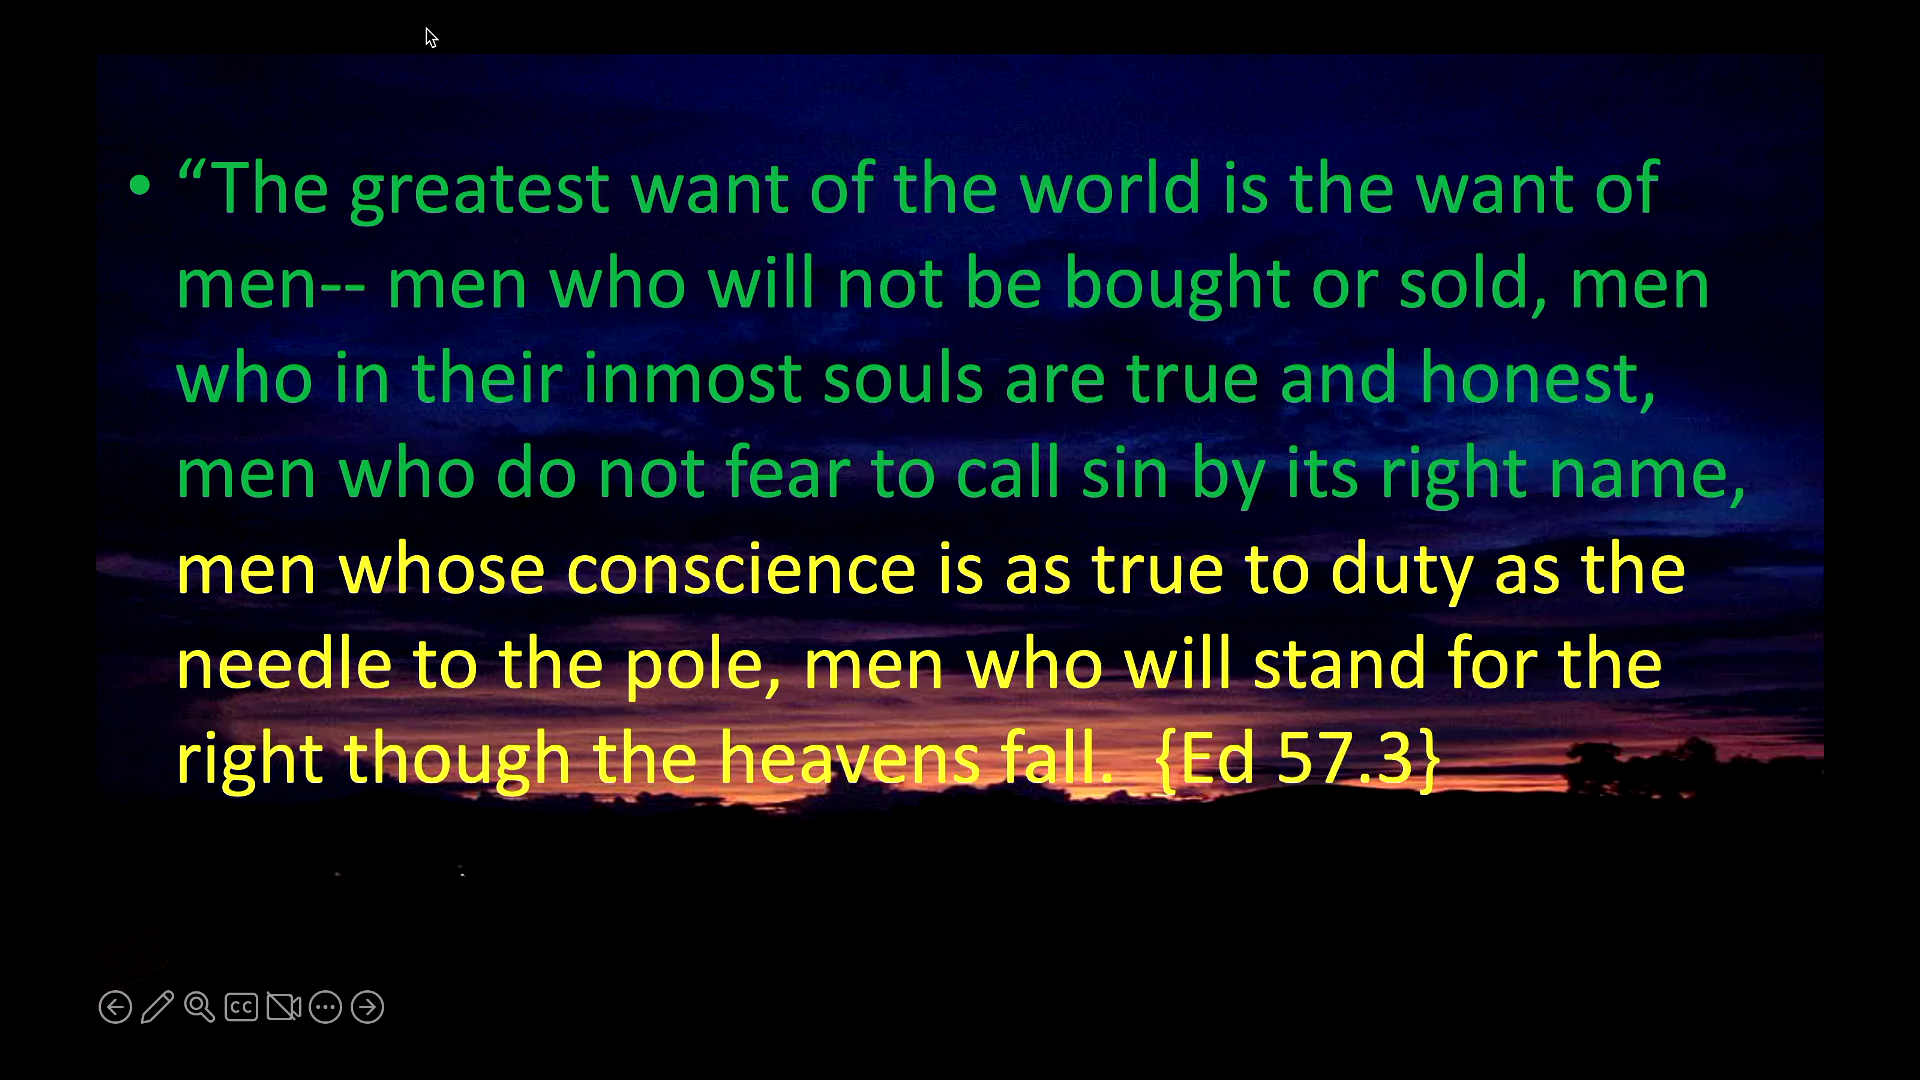 • “The greatest want of the world is the want of
men-- men who will not be bought or sold, men
who in their inmost souls are true and honest,
men who do not fear to call sin by its right name,
men whose conscience is as true to duty as the
needle to the pole, men who will stand for the
right though the heavens fall.  {Ed 57.3}
CC